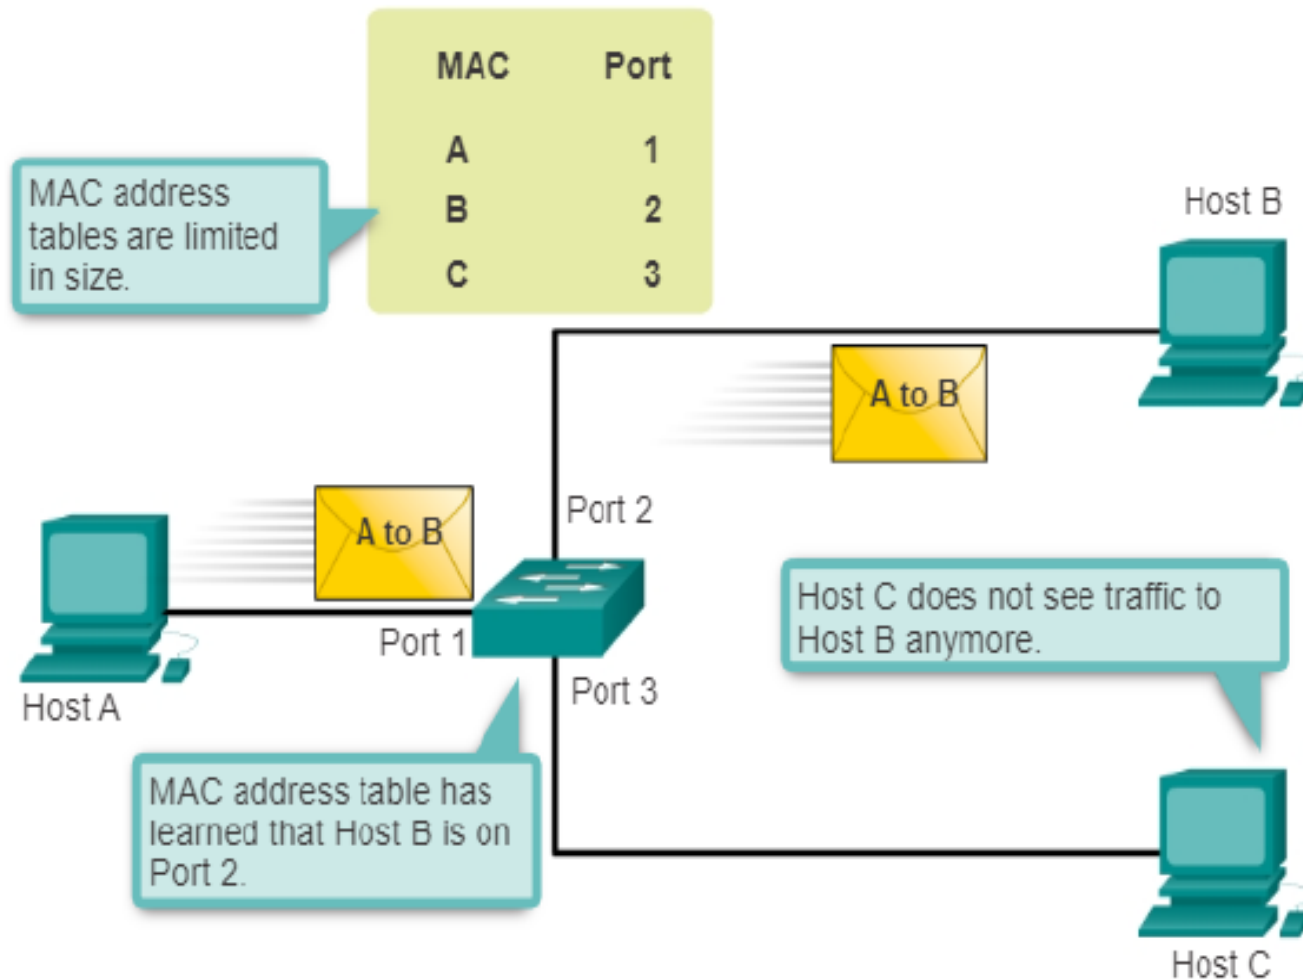 MAC Port
A 1
B 2
C 3
MAC address
tables are limited
in size.
Host B
A to B
Port 2
A to B
Port 1
Host A
Port 3
Host C does not see traffic to
Host B anymore.
MAC address table has
learned that Host B is on
Port 2.
Host C